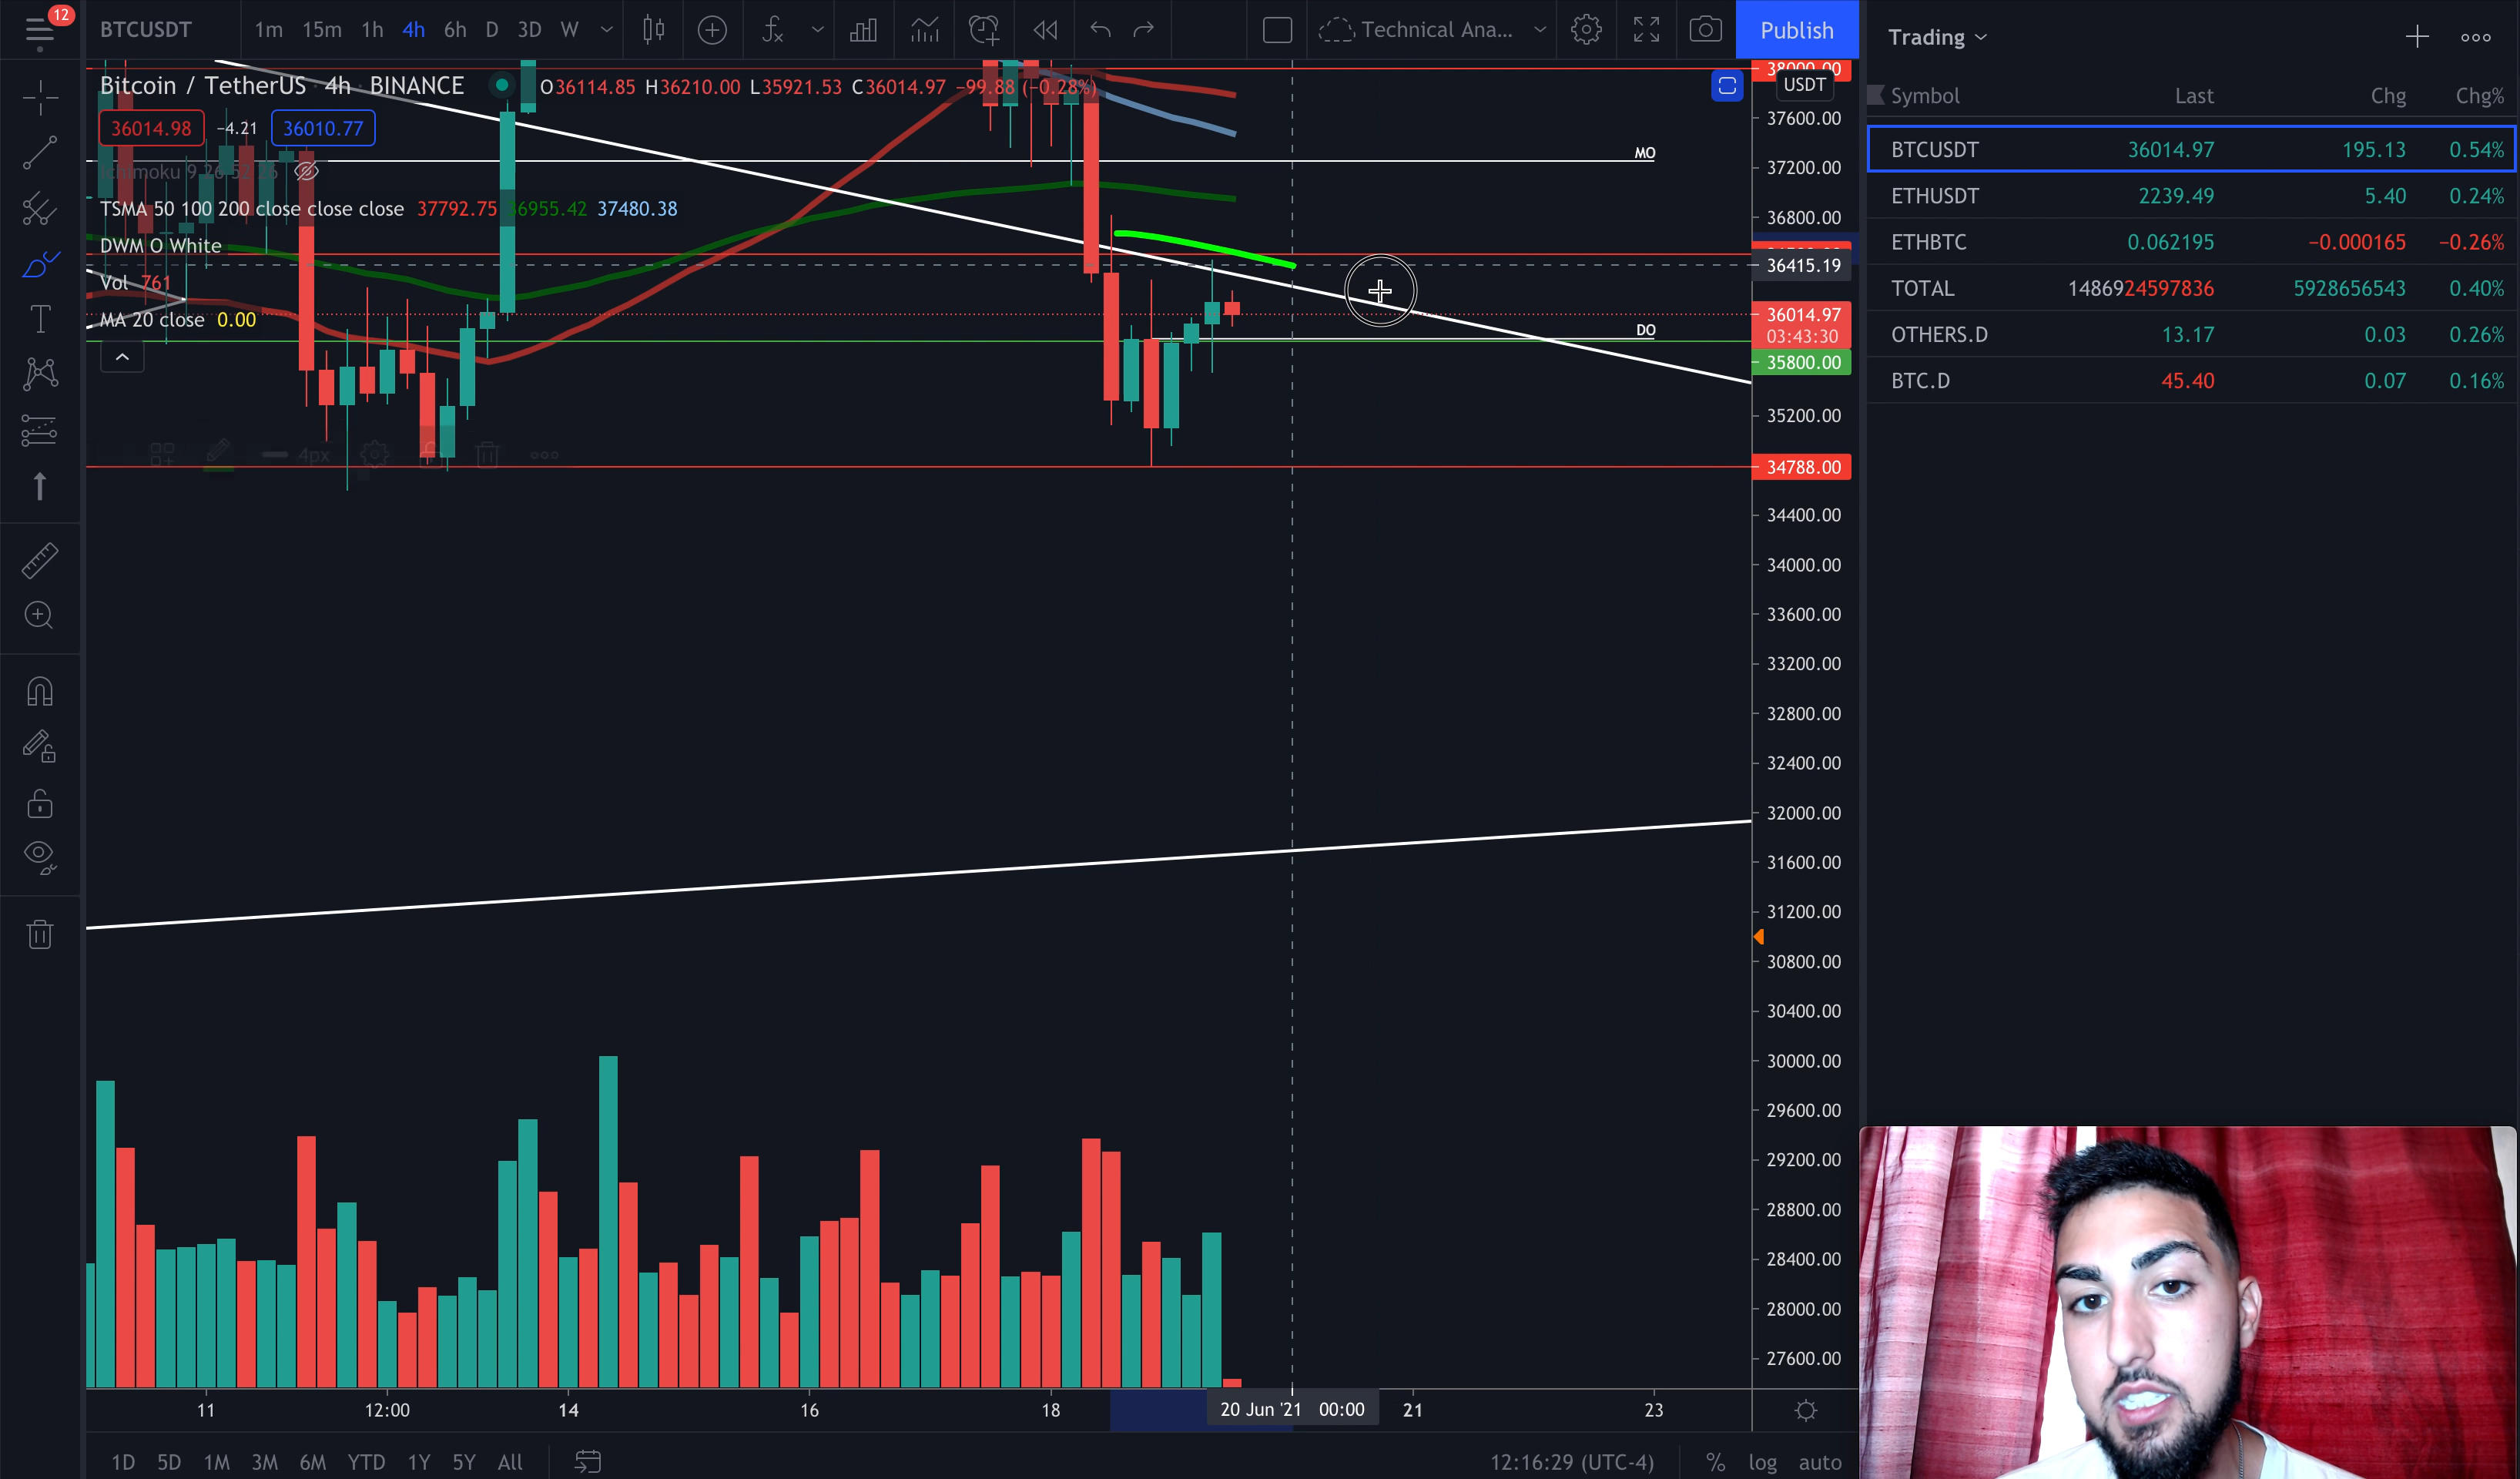 12
BTCUSDT 1m 15m 1h 4h 6h D 3D W Technical Ana... Publish
Trading
Bitcoin / TetherUS 4h BINANCE O36114.85 H36210.00 L35921.53 C36014.97 −99.88 (−0.28%)
36014.98 −4.21 36010.77
Ichimoku 9 26 52 26
TSMA 50 100 200 close close close 37792.75 36955.42 37480.38
DWM O White
Vol 761
MA 20 close 0.00
4px
MO
DO
38000.00
USDT
37600.00
37200.00
36800.00
36415.19
36014.97
03:43:30
35800.00
35200.00
34788.00
34400.00
34000.00
33600.00
33200.00
32800.00
32400.00
32000.00
31600.00
31200.00
30800.00
30400.00
30000.00
29600.00
29200.00
28800.00
28400.00
28000.00
27600.00
11 12:00 14 16 18 20 Jun '21 00:00 21 23
1D 5D 1M 3M 6M YTD 1Y 5Y All 12:16:29 (UTC-4) % log auto
Symbol Last Chg Chg%
BTCUSDT 36014.97 195.13 0.54%
ETHUSDT 2239.49 5.40 0.24%
ETHBTC 0.062195 −0.000165 −0.26%
TOTAL 1486924597836 5928656543 0.40%
OTHERS.D 13.17 0.03 0.26%
BTC.D 45.40 0.07 0.16%